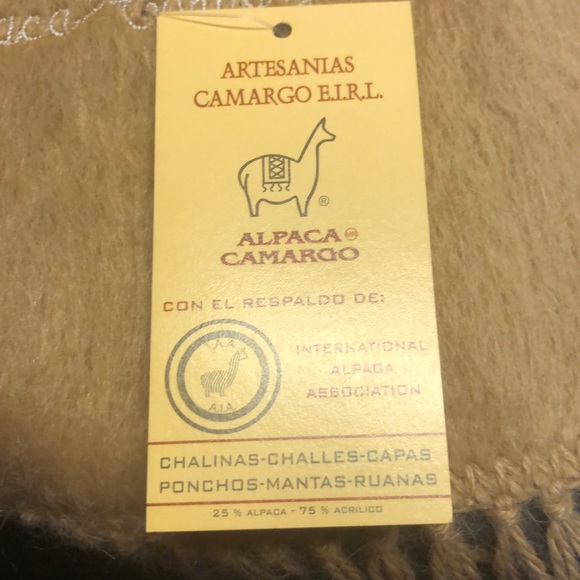 ARTESANIAS
CAMARGO E.I.R.L.
®
ALPACA
CAMARGO
CON EL RESPALDO DE:
AIA
INTERNATIONAL
ALPACA
ASSOCIATION
CHALINAS-CHALLES-CAPAS
PONCHOS-MANTAS-RUANAS
25 % ALPACA - 75 % ACRILICO